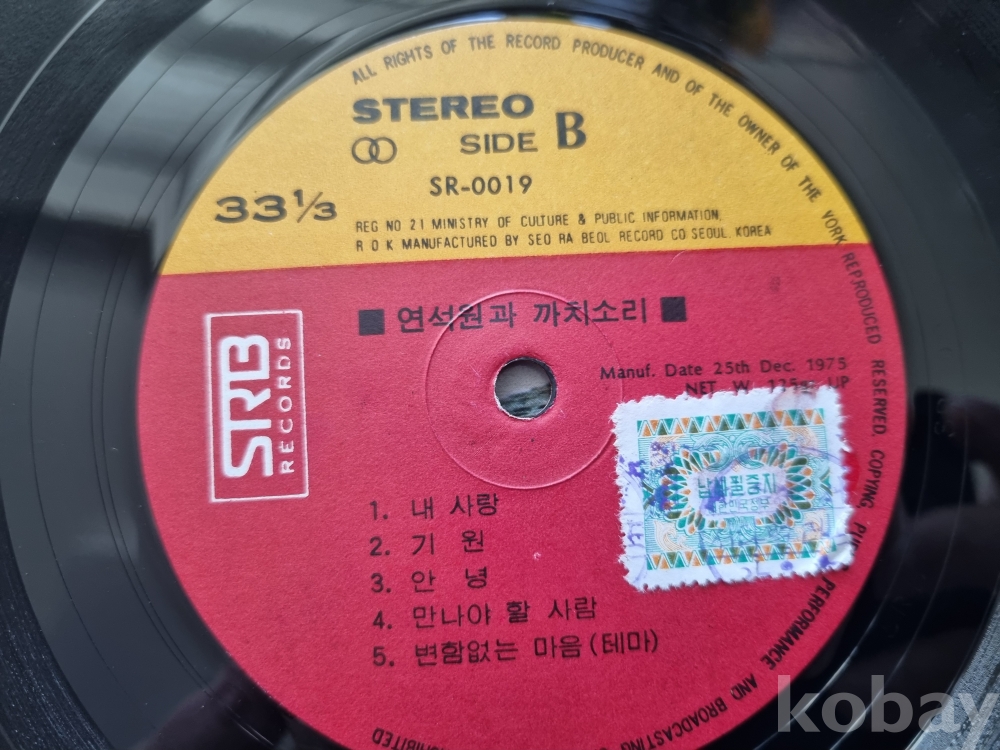 ALL RIGHTS OF THE RECORD PRODUCER AND OF THE OWNER OF THE YORK REPRODUCED RESERVED. COPYING PERFORMANCE AND BROADCASTING
STEREO
SIDE B
SR-0019
33 1/3
REG NO 21 MINISTRY OF CULTURE & PUBLIC INFORMATION,
R O K MANUFACTURED BY SEO RA BEOL RECORD CO SEOUL. KOREA
■ 연석원과 까치소리 ■
STRB
RECORDS
Manuf. Date 25th Dec. 1975
NET W UP
납세필증지
1. 내 사랑
2. 기 원
3. 안 녕
4. 만나야 할 사람
5. 변함없는 마음(테마)
kobay